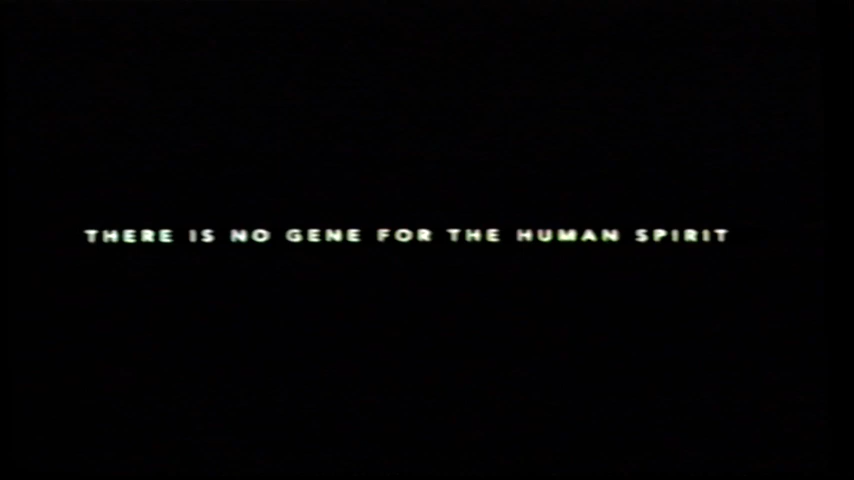 THERE IS NO GENE FOR THE HUMAN SPIRIT